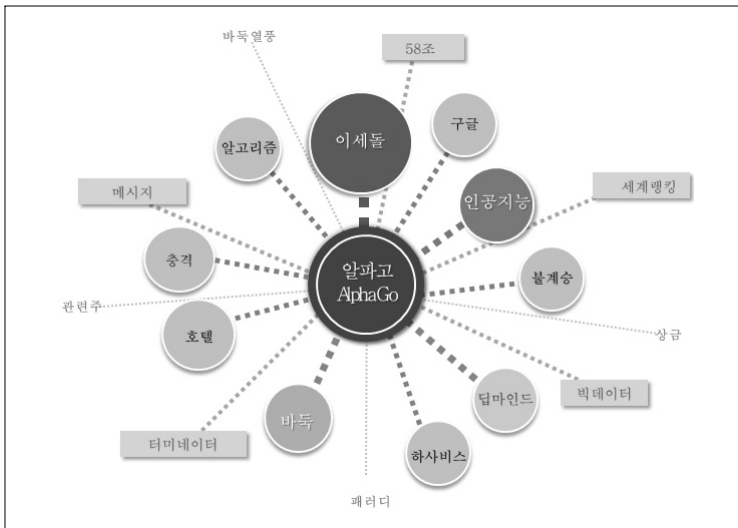 바둑열풍
58조
이세돌
구글
알고리즘
메시지
세계랭킹
인공지능
충격
알파고
AlphaGo
불계승
관련주
호텔
상금
딥마인드
빅데이터
바둑
터미네이터
하사비스
패러디